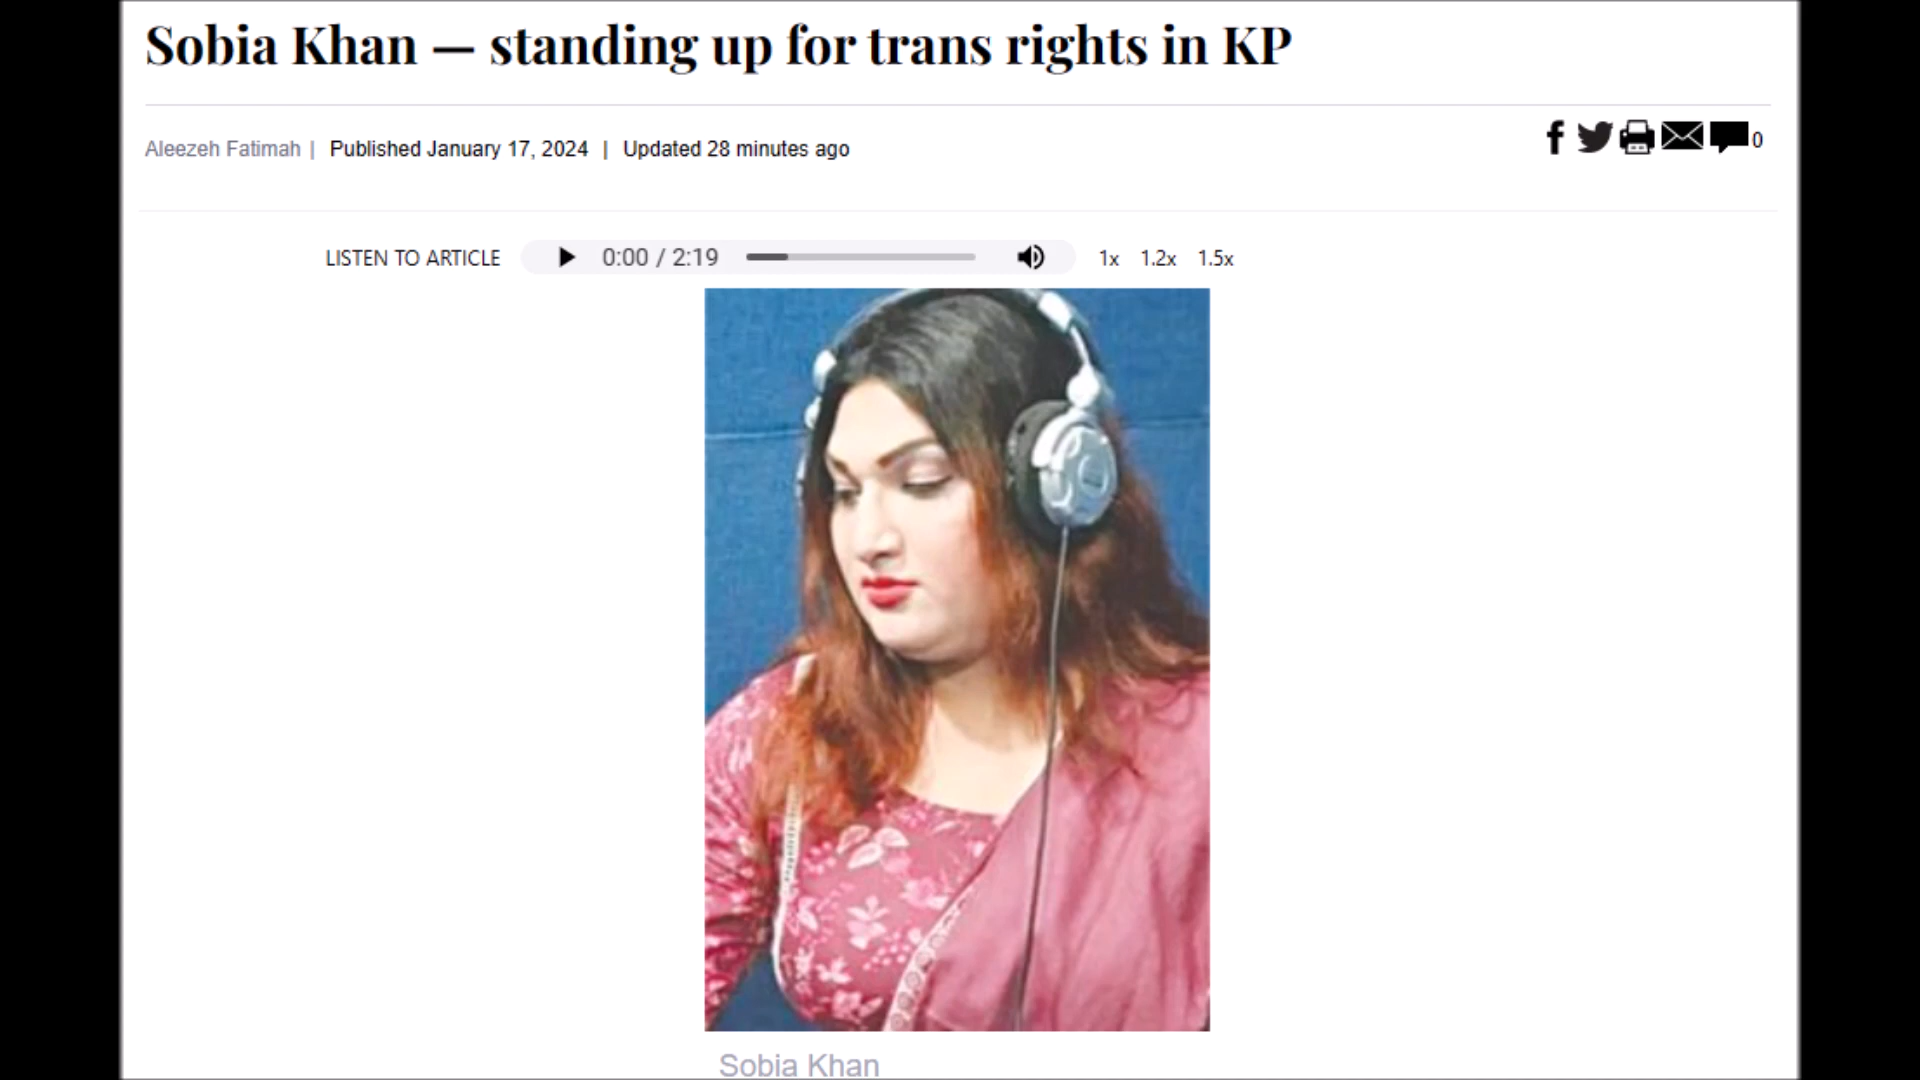 Sobia Khan — standing up for trans rights in KP
Aleezeh Fatimah | Published January 17, 2024 | Updated 28 minutes ago
0
LISTEN TO ARTICLE 0:00 / 2:19 1x 1.2x 1.5x
Sobia Khan